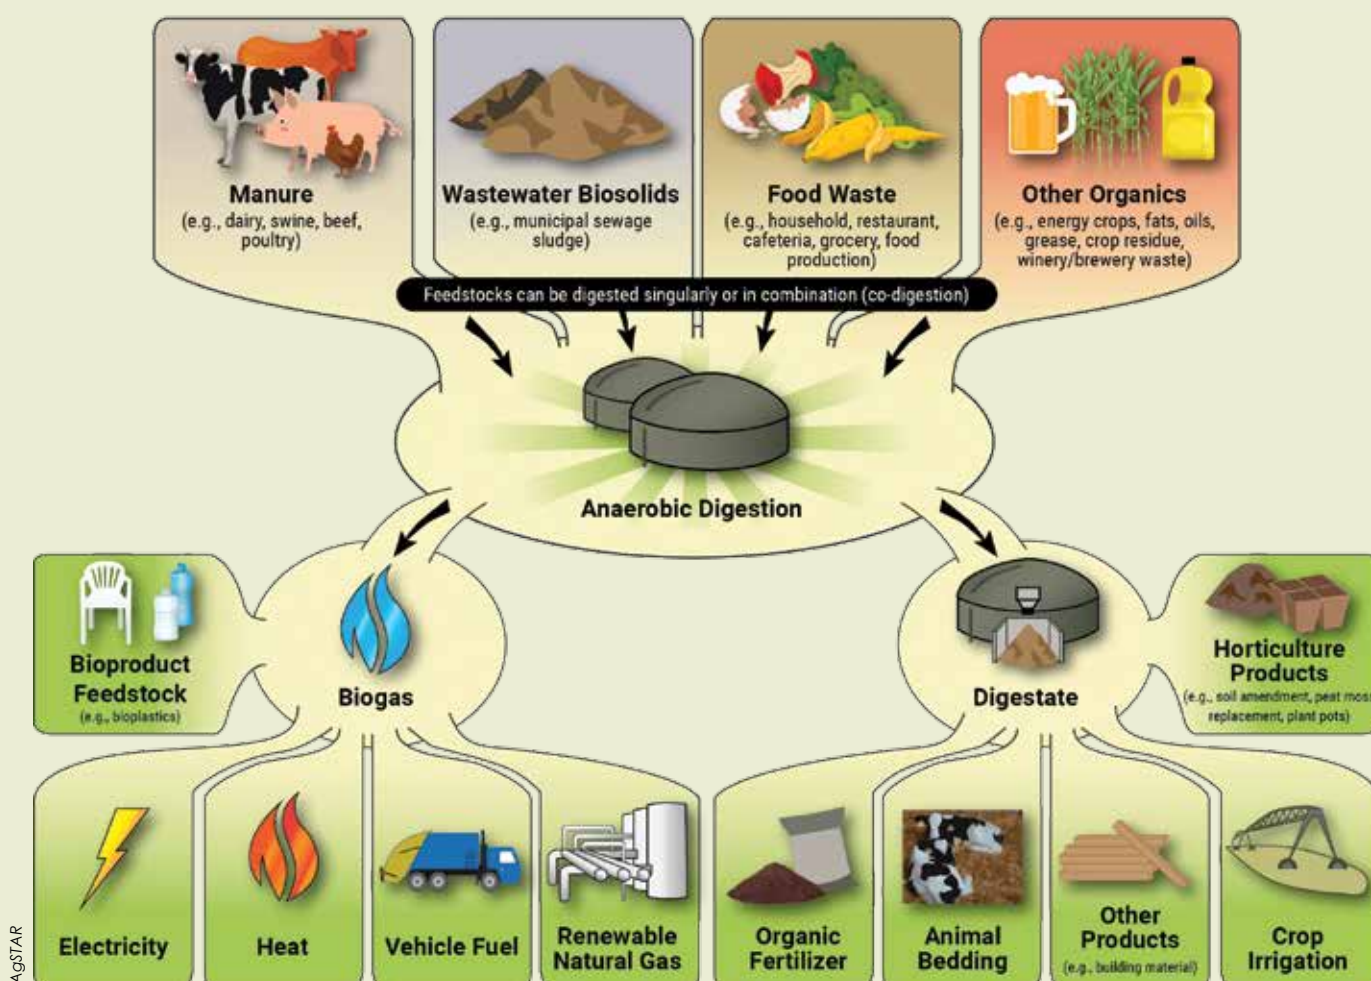 Manure
(e.g., dairy, swine, beef,
poultry)
Wastewater Biosolids
(e.g., municipal sewage
sludge)
Food Waste
(e.g., household, restaurant,
cafeteria, grocery, food
production)
Other Organics
(e.g., energy crops, fats, oils,
grease, crop residue,
winery/brewery waste)
Feedstocks can be digested singularly or in combination (co-digestion)
Anaerobic Digestion
Bioproduct
Feedstock
(e.g., bioplastics)
Biogas
Digestate
Horticulture
Products
(e.g., soil amendment, peat moss
replacement, plant pots)
Electricity
Heat
Vehicle Fuel
Renewable
Natural Gas
Organic
Fertilizer
Animal
Bedding
Other
Products
(e.g., building material)
Crop
Irrigation
AgSTAR